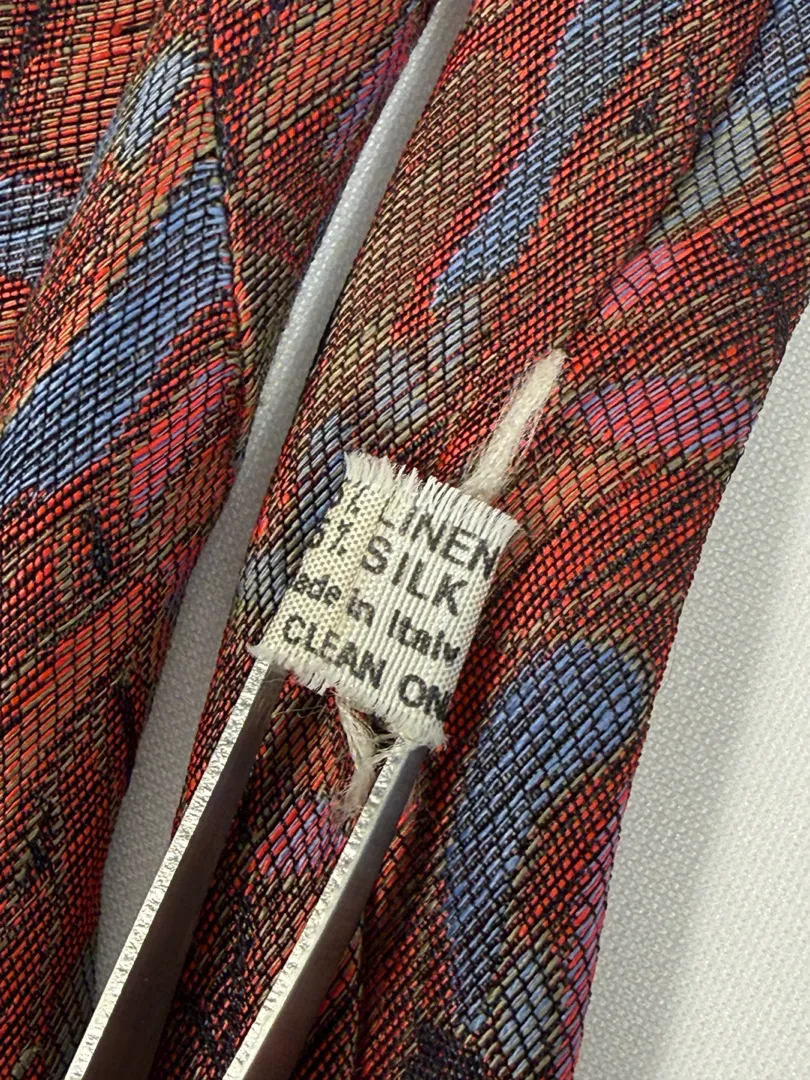 % LINEN
% SILK
ade in Italy
CLEAN ON